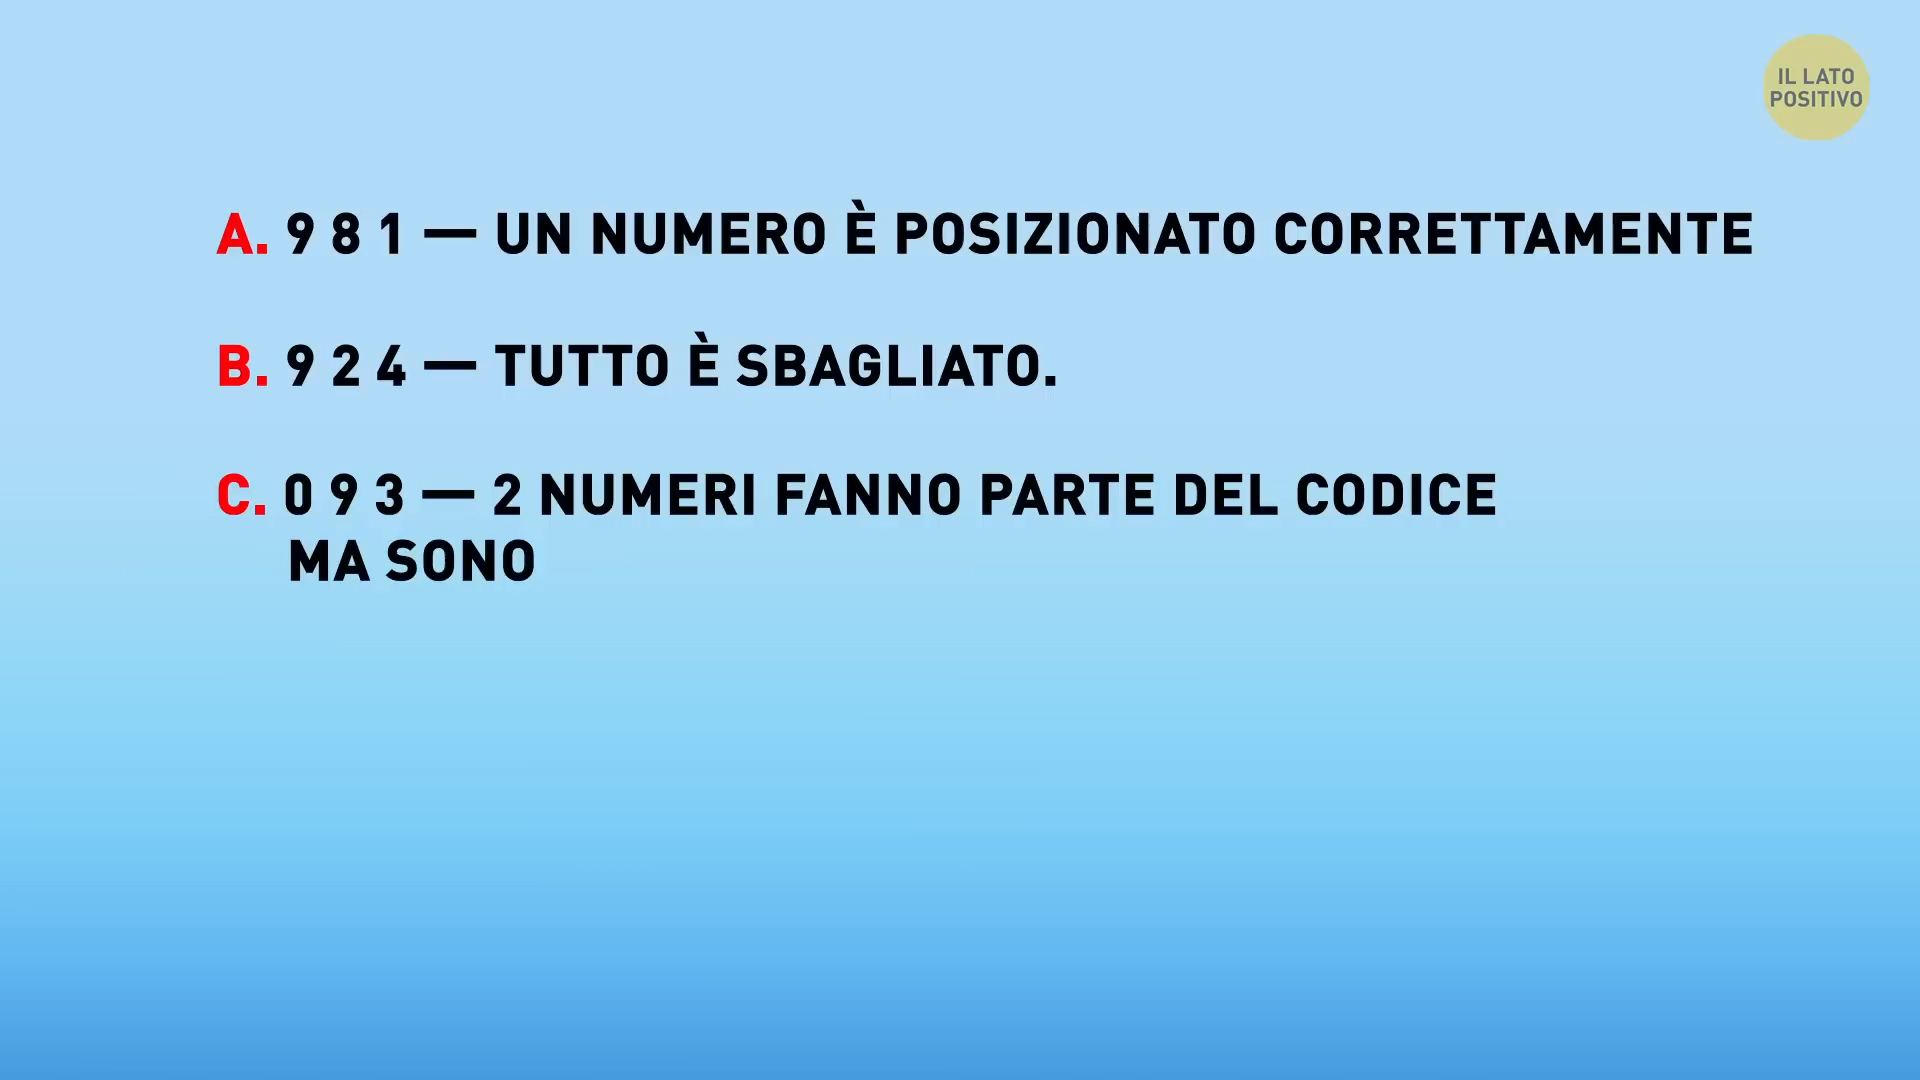 IL LATO
POSITIVO
A. 9 8 1 — UN NUMERO È POSIZIONATO CORRETTAMENTE
B. 9 2 4 — TUTTO È SBAGLIATO.
C. 0 9 3 — 2 NUMERI FANNO PARTE DEL CODICE
MA SONO